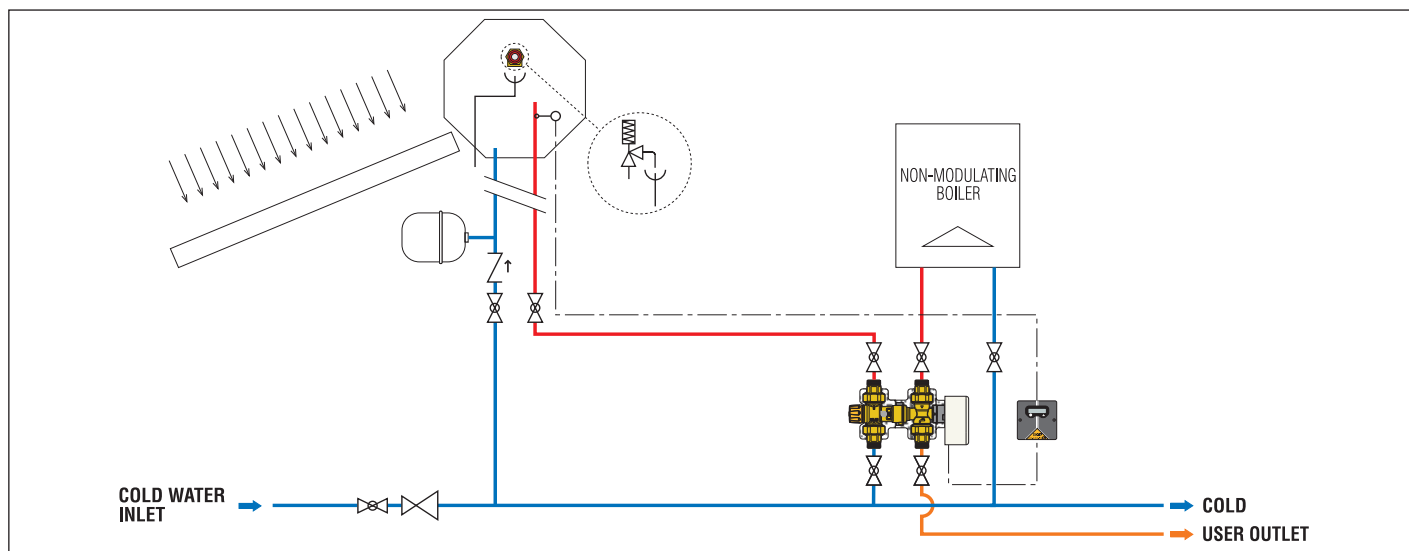 NON-MODULATING
BOILER
COLD WATER
INLET
COLD
USER OUTLET